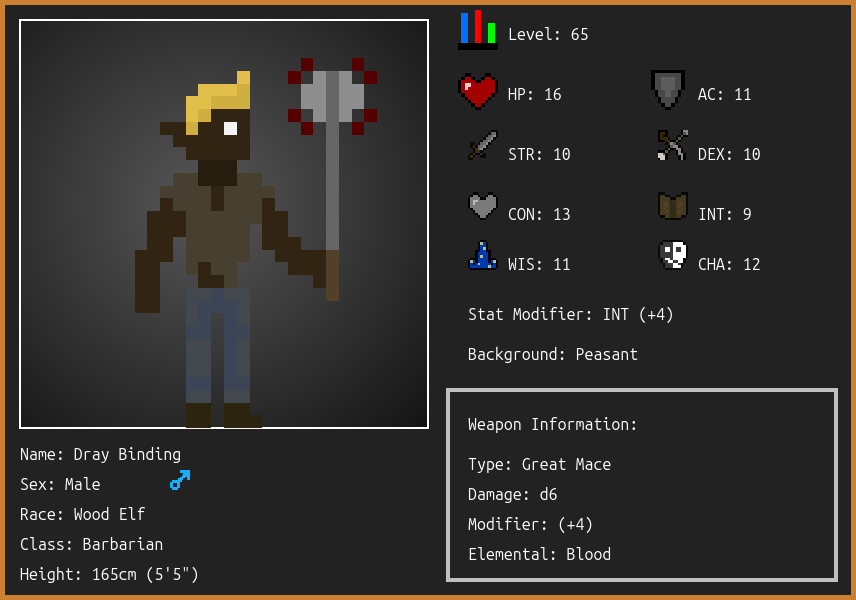 Level: 65
HP: 16
AC: 11
STR: 10
DEX: 10
CON: 13
INT: 9
WIS: 11
CHA: 12
Stat Modifier: INT (+4)
Background: Peasant
Weapon Information:
Type: Great Mace
Damage: d6
Modifier: (+4)
Elemental: Blood
Name: Dray Binding
Sex: Male
Race: Wood Elf
Class: Barbarian
Height: 165cm (5'5")